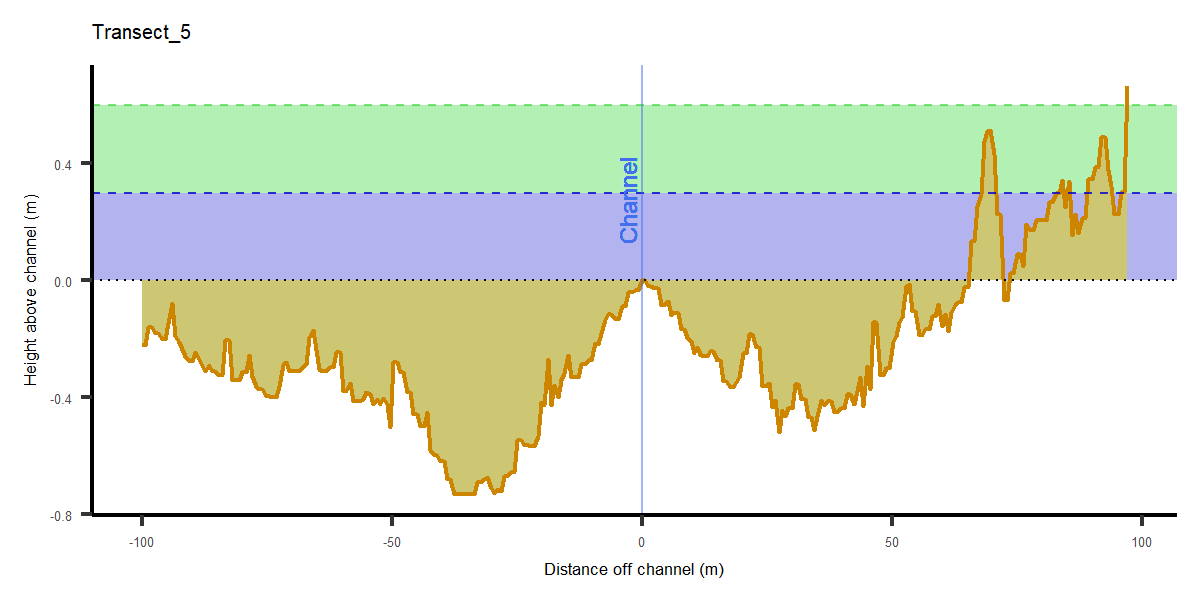 Transect_5
Height above channel (m)
0.4
0.0
-0.4
-0.8
Channel
-100
-50
0
50
100
Distance off channel (m)